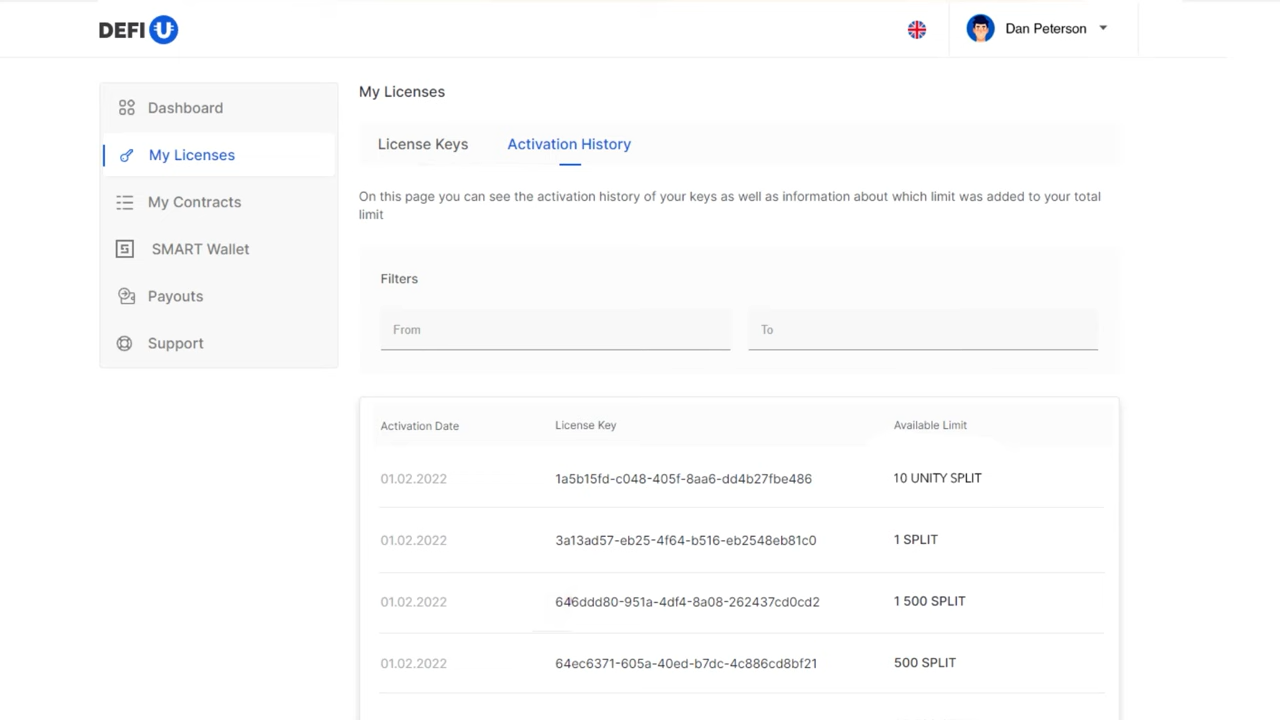 DEFI U
Dan Peterson
Dashboard
My Licenses
My Contracts
SMART Wallet
Payouts
Support
My Licenses
License Keys Activation History
On this page you can see the activation history of your keys as well as information about which limit was added to your total
limit
Filters
From To
Activation Date License Key Available Limit
01.02.2022 1a5b15fd-c048-405f-8aa6-dd4b27fbe486 10 UNITY SPLIT
01.02.2022 3a13ad57-eb25-4f64-b516-eb2548eb81c0 1 SPLIT
01.02.2022 646ddd80-951a-4df4-8a08-262437cd0cd2 1 500 SPLIT
01.02.2022 64ec6371-605a-40ed-b7dc-4c886cd8bf21 500 SPLIT